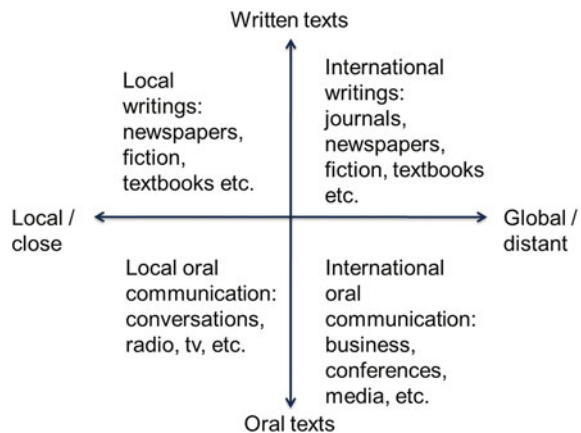 Written texts
Local
writings:
newspapers,
fiction,
textbooks etc.
International
writings:
journals,
newspapers,
fiction, textbooks
etc.
Local /
close
Global /
distant
Local oral
communication:
conversations,
radio, tv, etc.
International
oral
communication:
business,
conferences,
media, etc.
Oral texts